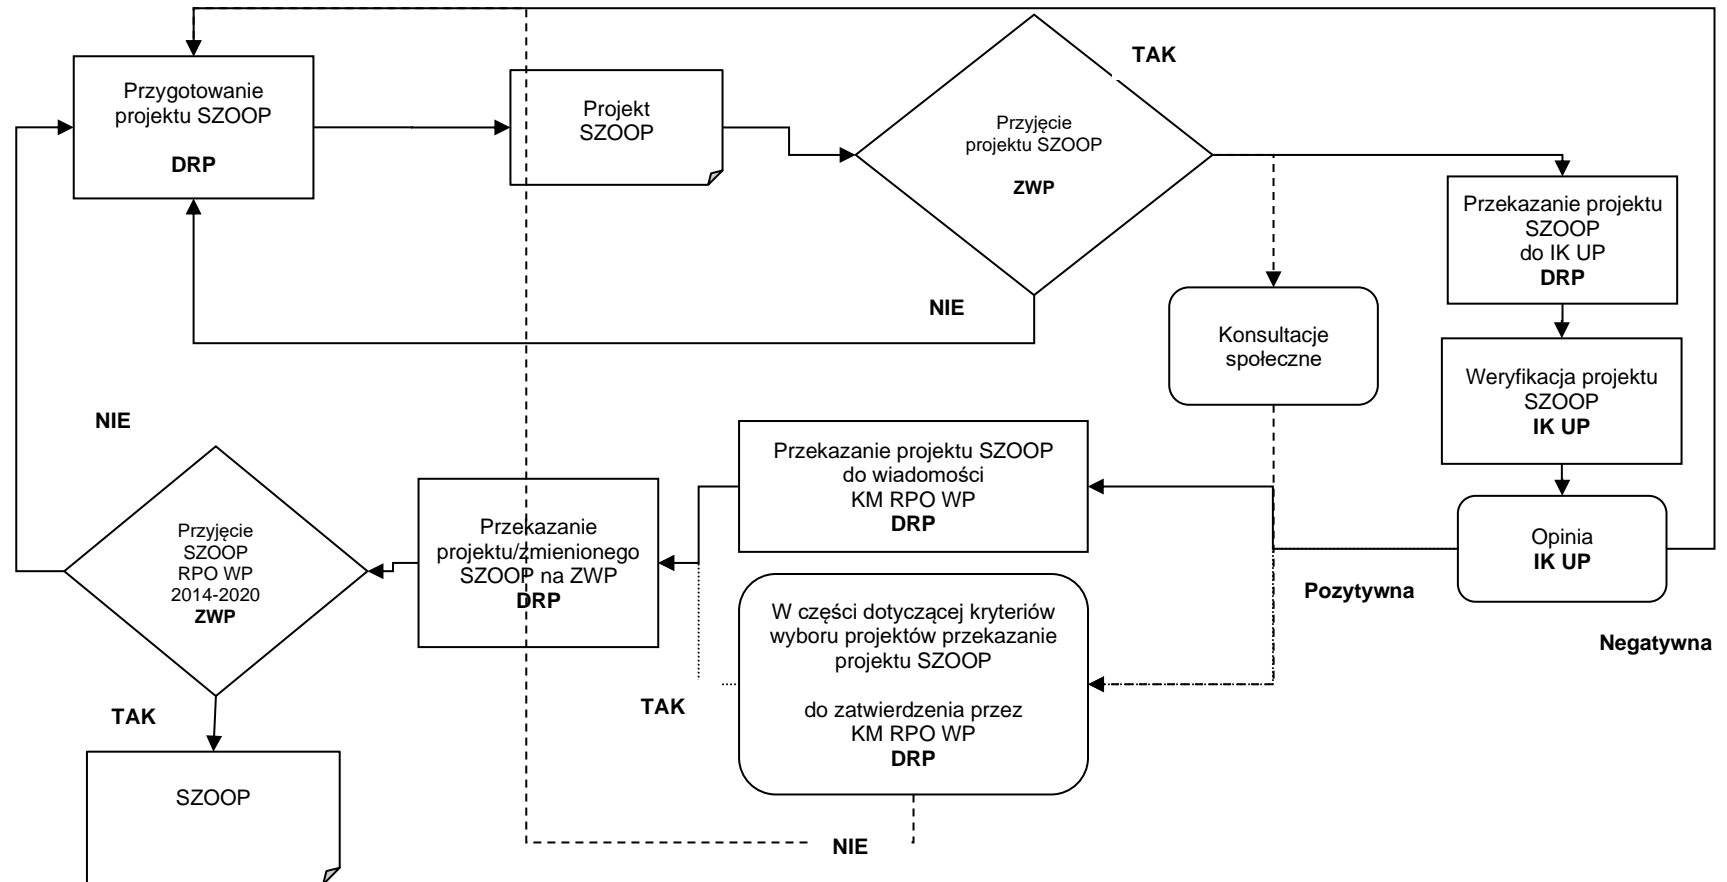 Przygotowanie
projektu SZOOP
DRP
Projekt
SZOOP
Przyjęcie
projektu SZOOP
ZWP
TAK
NIE
Przekazanie projektu
SZOOP
do IK UP
DRP
Konsultacje
społeczne
Weryfikacja projektu
SZOOP
IK UP
Opinia
IK UP
Pozytywna
Negatywna
Przekazanie projektu SZOOP
do wiadomości
KM RPO WP
DRP
W części dotyczącej kryteriów
wyboru projektów przekazanie
projektu SZOOP
do zatwierdzenia przez
KM RPO WP
DRP
TAK
NIE
Przekazanie
projektu/zmienionego
SZOOP na ZWP
DRP
NIE
Przyjęcie
SZOOP
RPO WP
2014-2020
ZWP
TAK
SZOOP